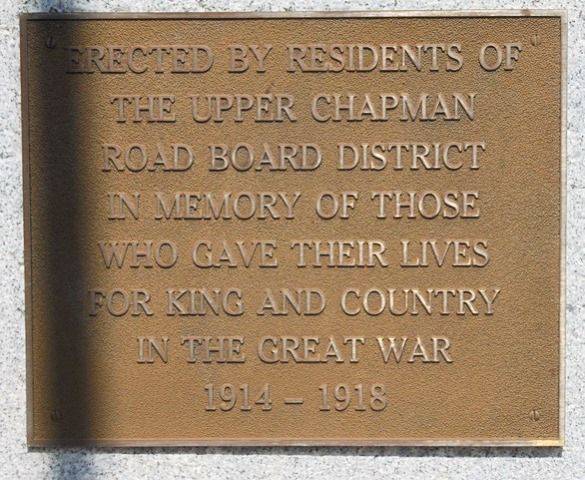 ERECTED BY RESIDENTS OF
THE UPPER CHAPMAN
ROAD BOARD DISTRICT
IN MEMORY OF THOSE
WHO GAVE THEIR LIVES
FOR KING AND COUNTRY
IN THE GREAT WAR
1914 – 1918